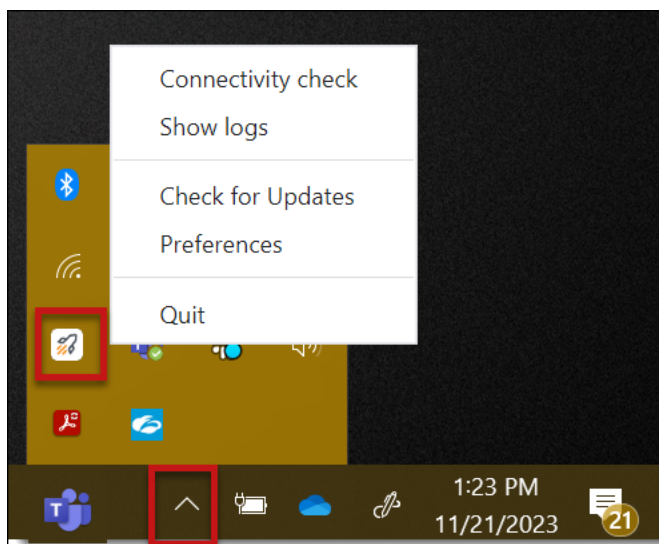 Connectivity check
Show logs
Check for Updates
Preferences
Quit
T
1:23 PM
11/21/2023
21